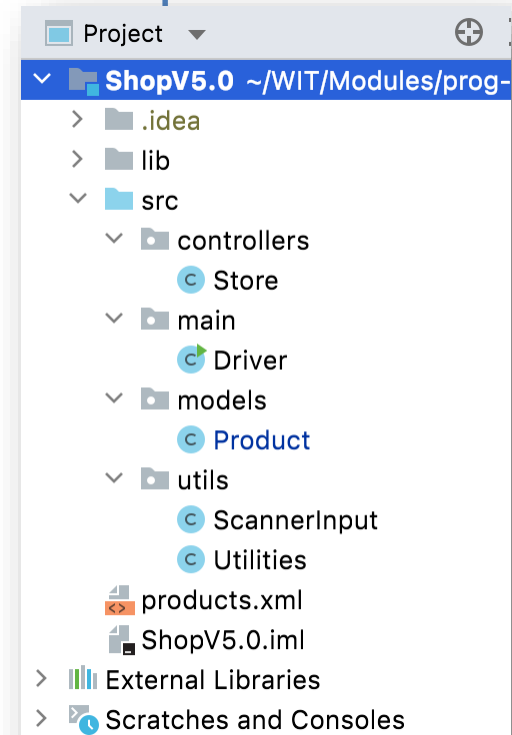 Project
ShopV5.0 ~/WIT/Modules/prog-
.idea
lib
src
controllers
C Store
main
C Driver
models
C Product
utils
C ScannerInput
C Utilities
<> products.xml
ShopV5.0.iml
External Libraries
Scratches and Consoles